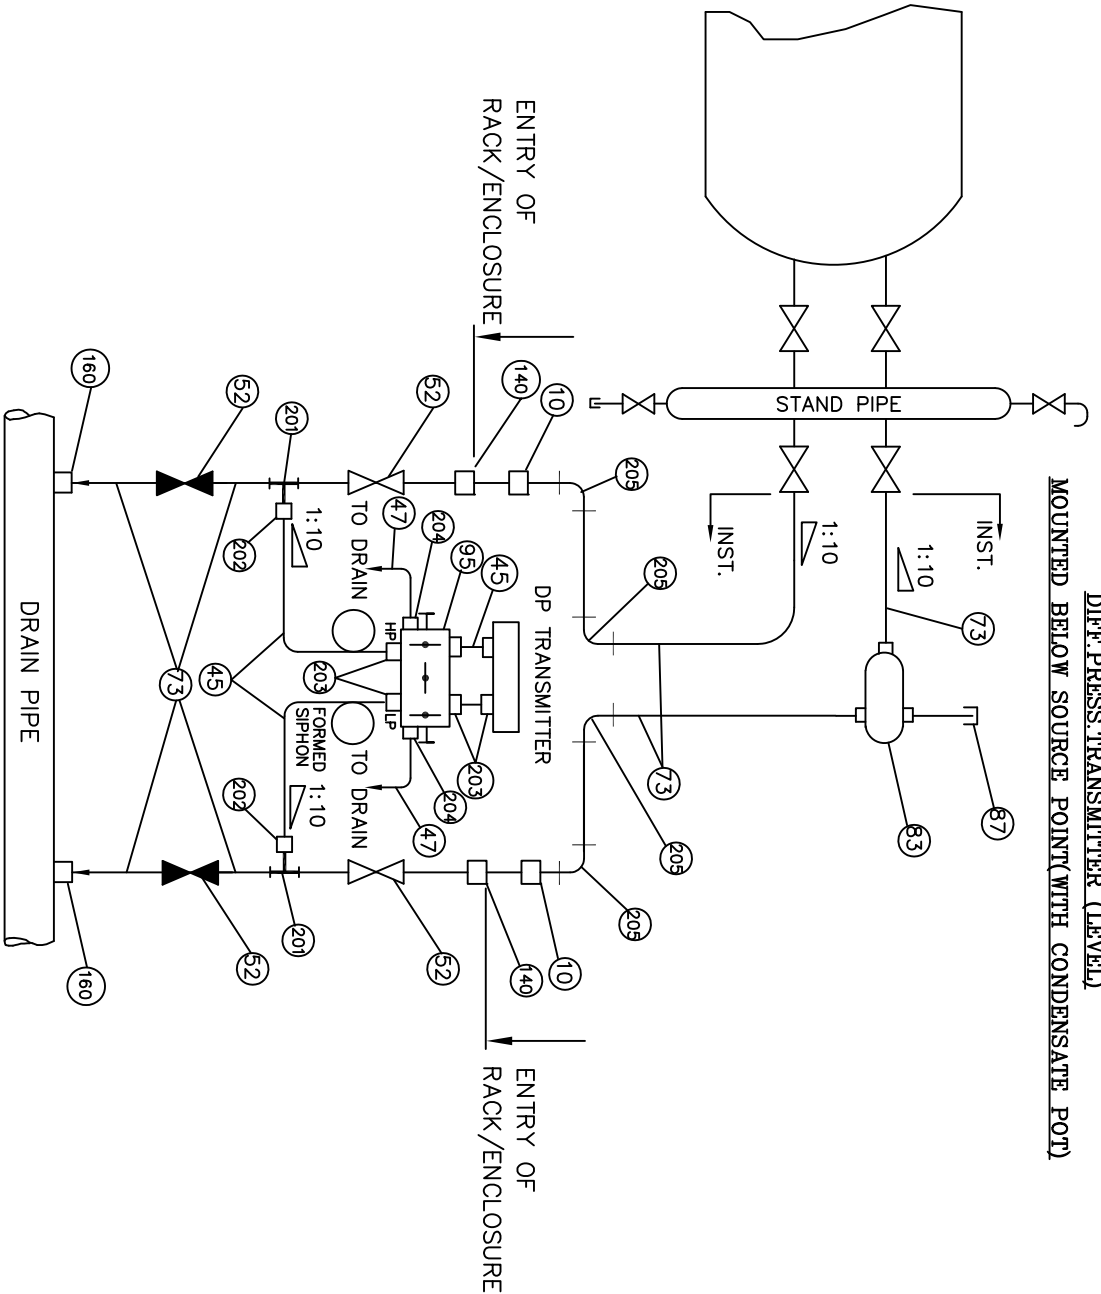 DIFF.PRESS.TRANSMITTER (LEVEL)
MOUNTED BELOW SOURCE POINT(WITH CONDENSATE POT)
STAND PIPE
INST.
INST.
1:10
1:10
73
87
83
205
205
73
205
205
10
140
52
10
140
52
ENTRY OF
RACK/ENCLOSURE
ENTRY OF
RACK/ENCLOSURE
DP TRANSMITTER
45
95
204
47
203
204
47
HP
LP
203
TO DRAIN
TO DRAIN
FORMED
SIPHON
1:10
1:10
201
202
202
201
45
73
52
52
160
160
DRAIN PIPE